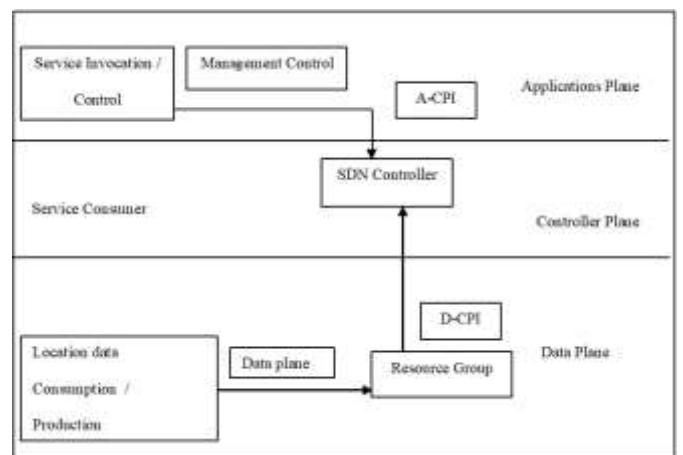 Service Invocation /
Control
Management Control
A-CPI
Applications Plane
SDN Controller
Service Consuner
Controller Plane
D-CPI
Location data
Consumption /
Production
Data plane
Resource Group
Data Plane